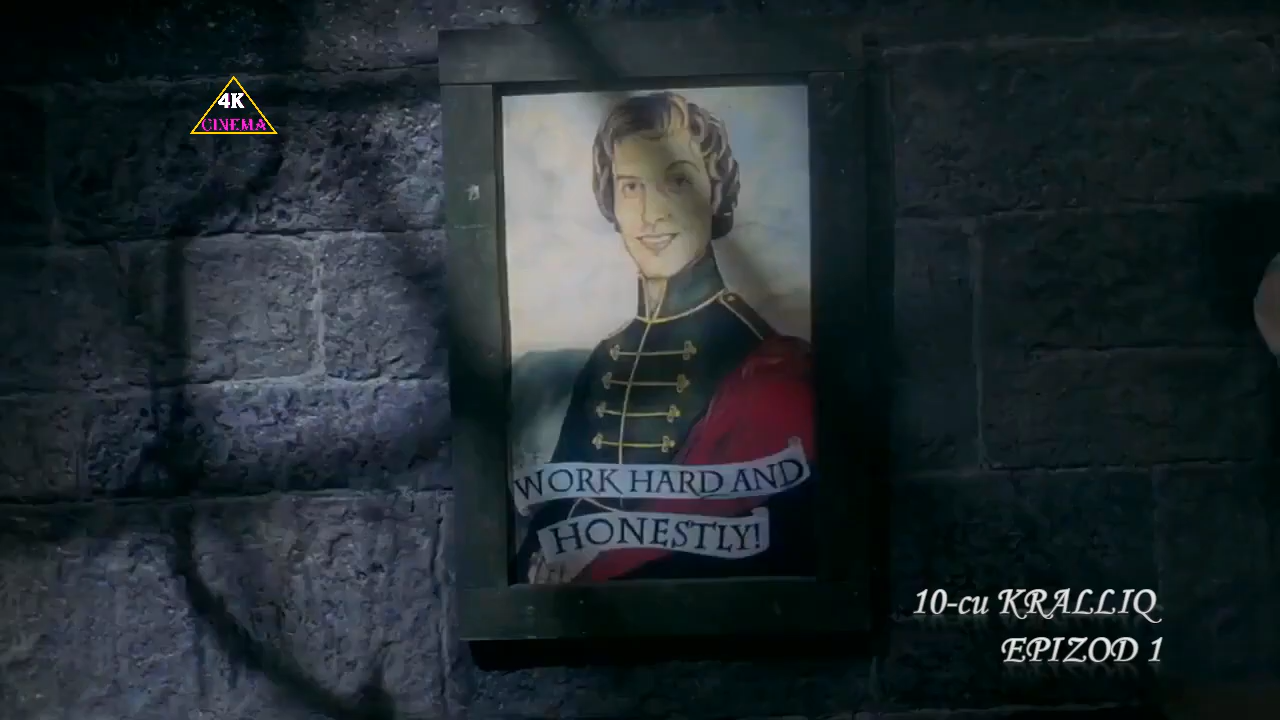 4K
CINEMA
WORK HARD AND
HONESTLY!
10-cu KRALLIQ
EPIZOD 1